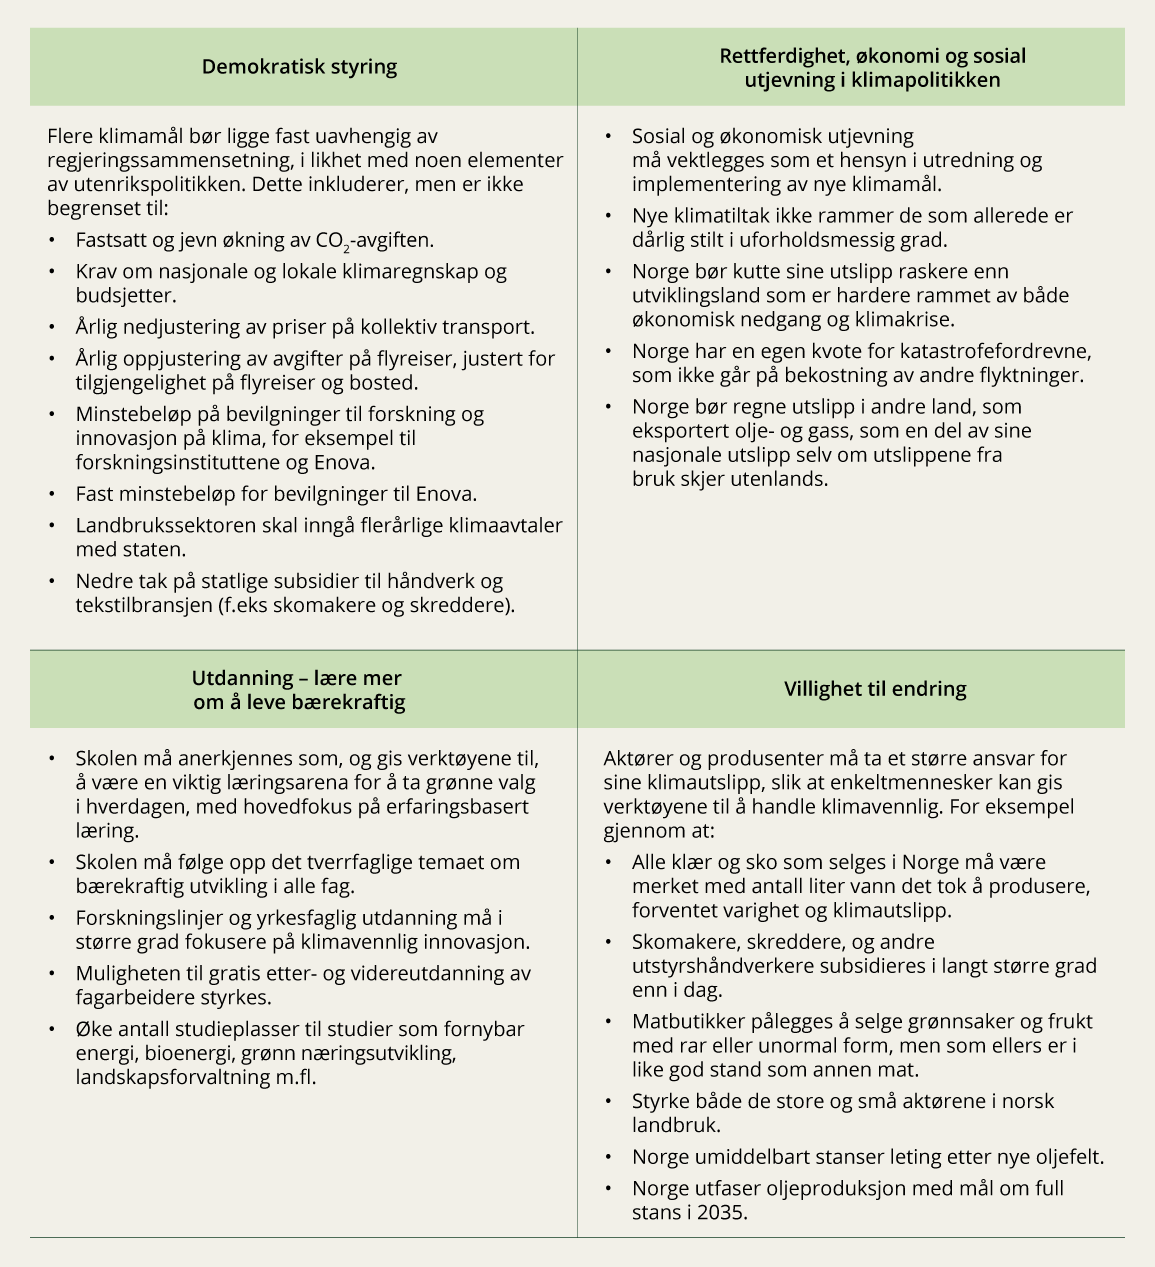 Demokratisk styring
Flere klimamål bør ligge fast uavhengig av
regjeringssammensetning, i likhet med noen elementer
av utenrikspolitikken. Dette inkluderer, men er ikke
begrenset til:
• Fastsatt og jevn økning av CO₂-avgiften.
• Krav om nasjonale og lokale klimaregnskap og
budsjetter.
• Årlig nedjustering av priser på kollektiv transport.
• Årlig oppjustering av avgifter på flyreiser, justert for
tilgjengelighet på flyreiser og bosted.
• Minstebeløp på bevilgninger til forskning og
innovasjon på klima, for eksempel til
forskningsinstituttene og Enova.
• Fast minstebeløp for bevilgninger til Enova.
• Landbrukssektoren skal inngå flerårlige klimaavtaler
med staten.
• Nedre tak på statlige subsidier til håndverk og
tekstilbransjen (f.eks skomakere og skreddere).
Rettferdighet, økonomi og sosial
utjevning i klimapolitikken
• Sosial og økonomisk utjevning
må vektlegges som et hensyn i utredning og
implementering av nye klimamål.
• Nye klimatiltak ikke rammer de som allerede er
dårlig stilt i uforholdsmessig grad.
• Norge bør kutte sine utslipp raskere enn
utviklingsland som er hardere rammet av både
økonomisk nedgang og klimakrise.
• Norge har en egen kvote for katastrofefordrevne,
som ikke går på bekostning av andre flyktninger.
• Norge bør regne utslipp i andre land, som
eksportert olje- og gass, som en del av sine
nasjonale utslipp selv om utslippene fra
bruk skjer utenlands.
Utdanning – lære mer
om å leve bærekraftig
• Skolen må anerkjennes som, og gis verktøyene til,
å være en viktig læringsarena for å ta grønne valg
i hverdagen, med hovedfokus på erfaringsbasert
læring.
• Skolen må følge opp det tverrfaglige temaet om
bærekraftig utvikling i alle fag.
• Forskningslinjer og yrkesfaglig utdanning må i
større grad fokusere på klimavennlig innovasjon.
• Muligheten til gratis etter- og videreutdanning av
fagarbeidere styrkes.
• Øke antall studieplasser til studier som fornybar
energi, bioenergi, grønn næringsutvikling,
landskapsforvaltning m.fl.
Villighet til endring
Aktører og produsenter må ta et større ansvar for
sine klimautslipp, slik at enkeltmennesker kan gis
verktøyene til å handle klimavennlig. For eksempel
gjennom at:
• Alle klær og sko som selges i Norge må være
merket med antall liter vann det tok å produsere,
forventet varighet og klimautslipp.
• Skomakere, skreddere, og andre
utstyrshåndverkere subsidieres i langt større grad
enn i dag.
• Matbutikker pålegges å selge grønnsaker og frukt
med rar eller unormal form, men som ellers er i
like god stand som annen mat.
• Styrke både de store og små aktørene i norsk
landbruk.
• Norge umiddelbart stanser leting etter nye oljefelt.
• Norge utfaser oljeproduksjon med mål om full
stans i 2035.